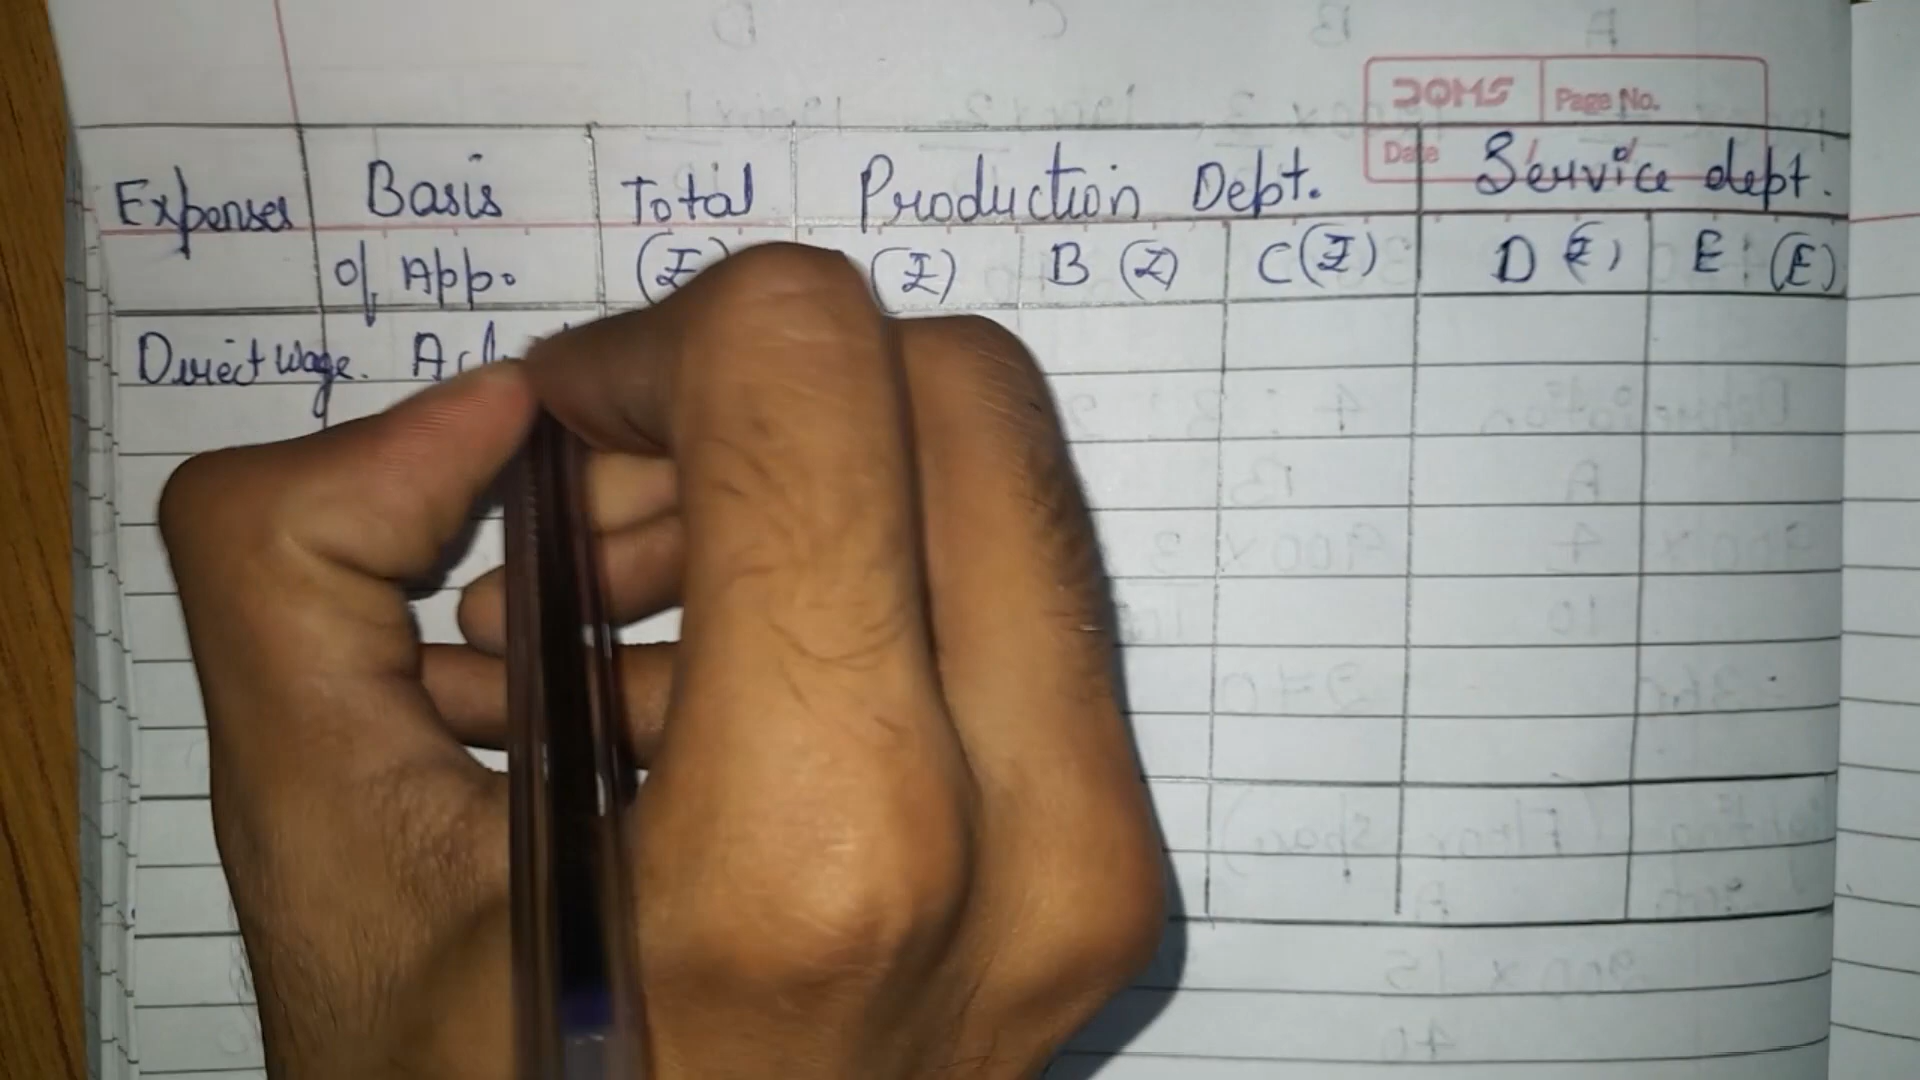 DOMS Page No.
Date
Expenses Basis Total Production Dept. Service dept.
of App. (₹) (₹) B (₹) C (₹) D (₹) E (₹)
Direct wage.